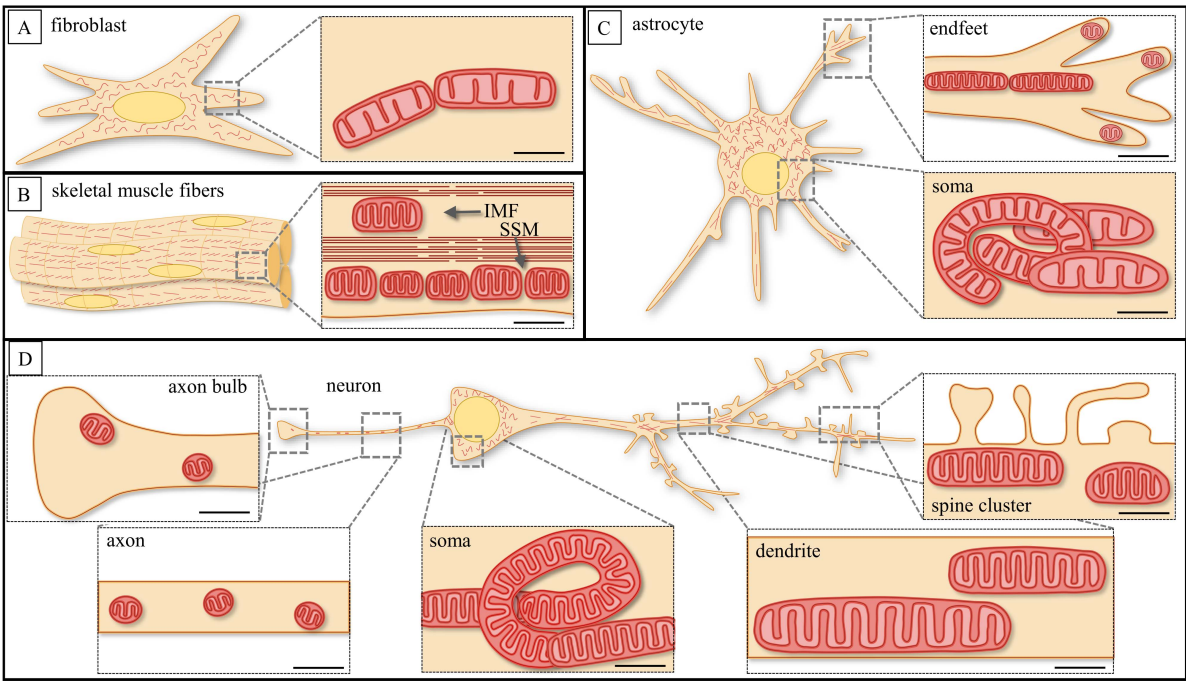 A fibroblast
B skeletal muscle fibers
IMF
SSM
C astrocyte
endfeet
soma
D
axon bulb
neuron
spine cluster
axon
soma
dendrite